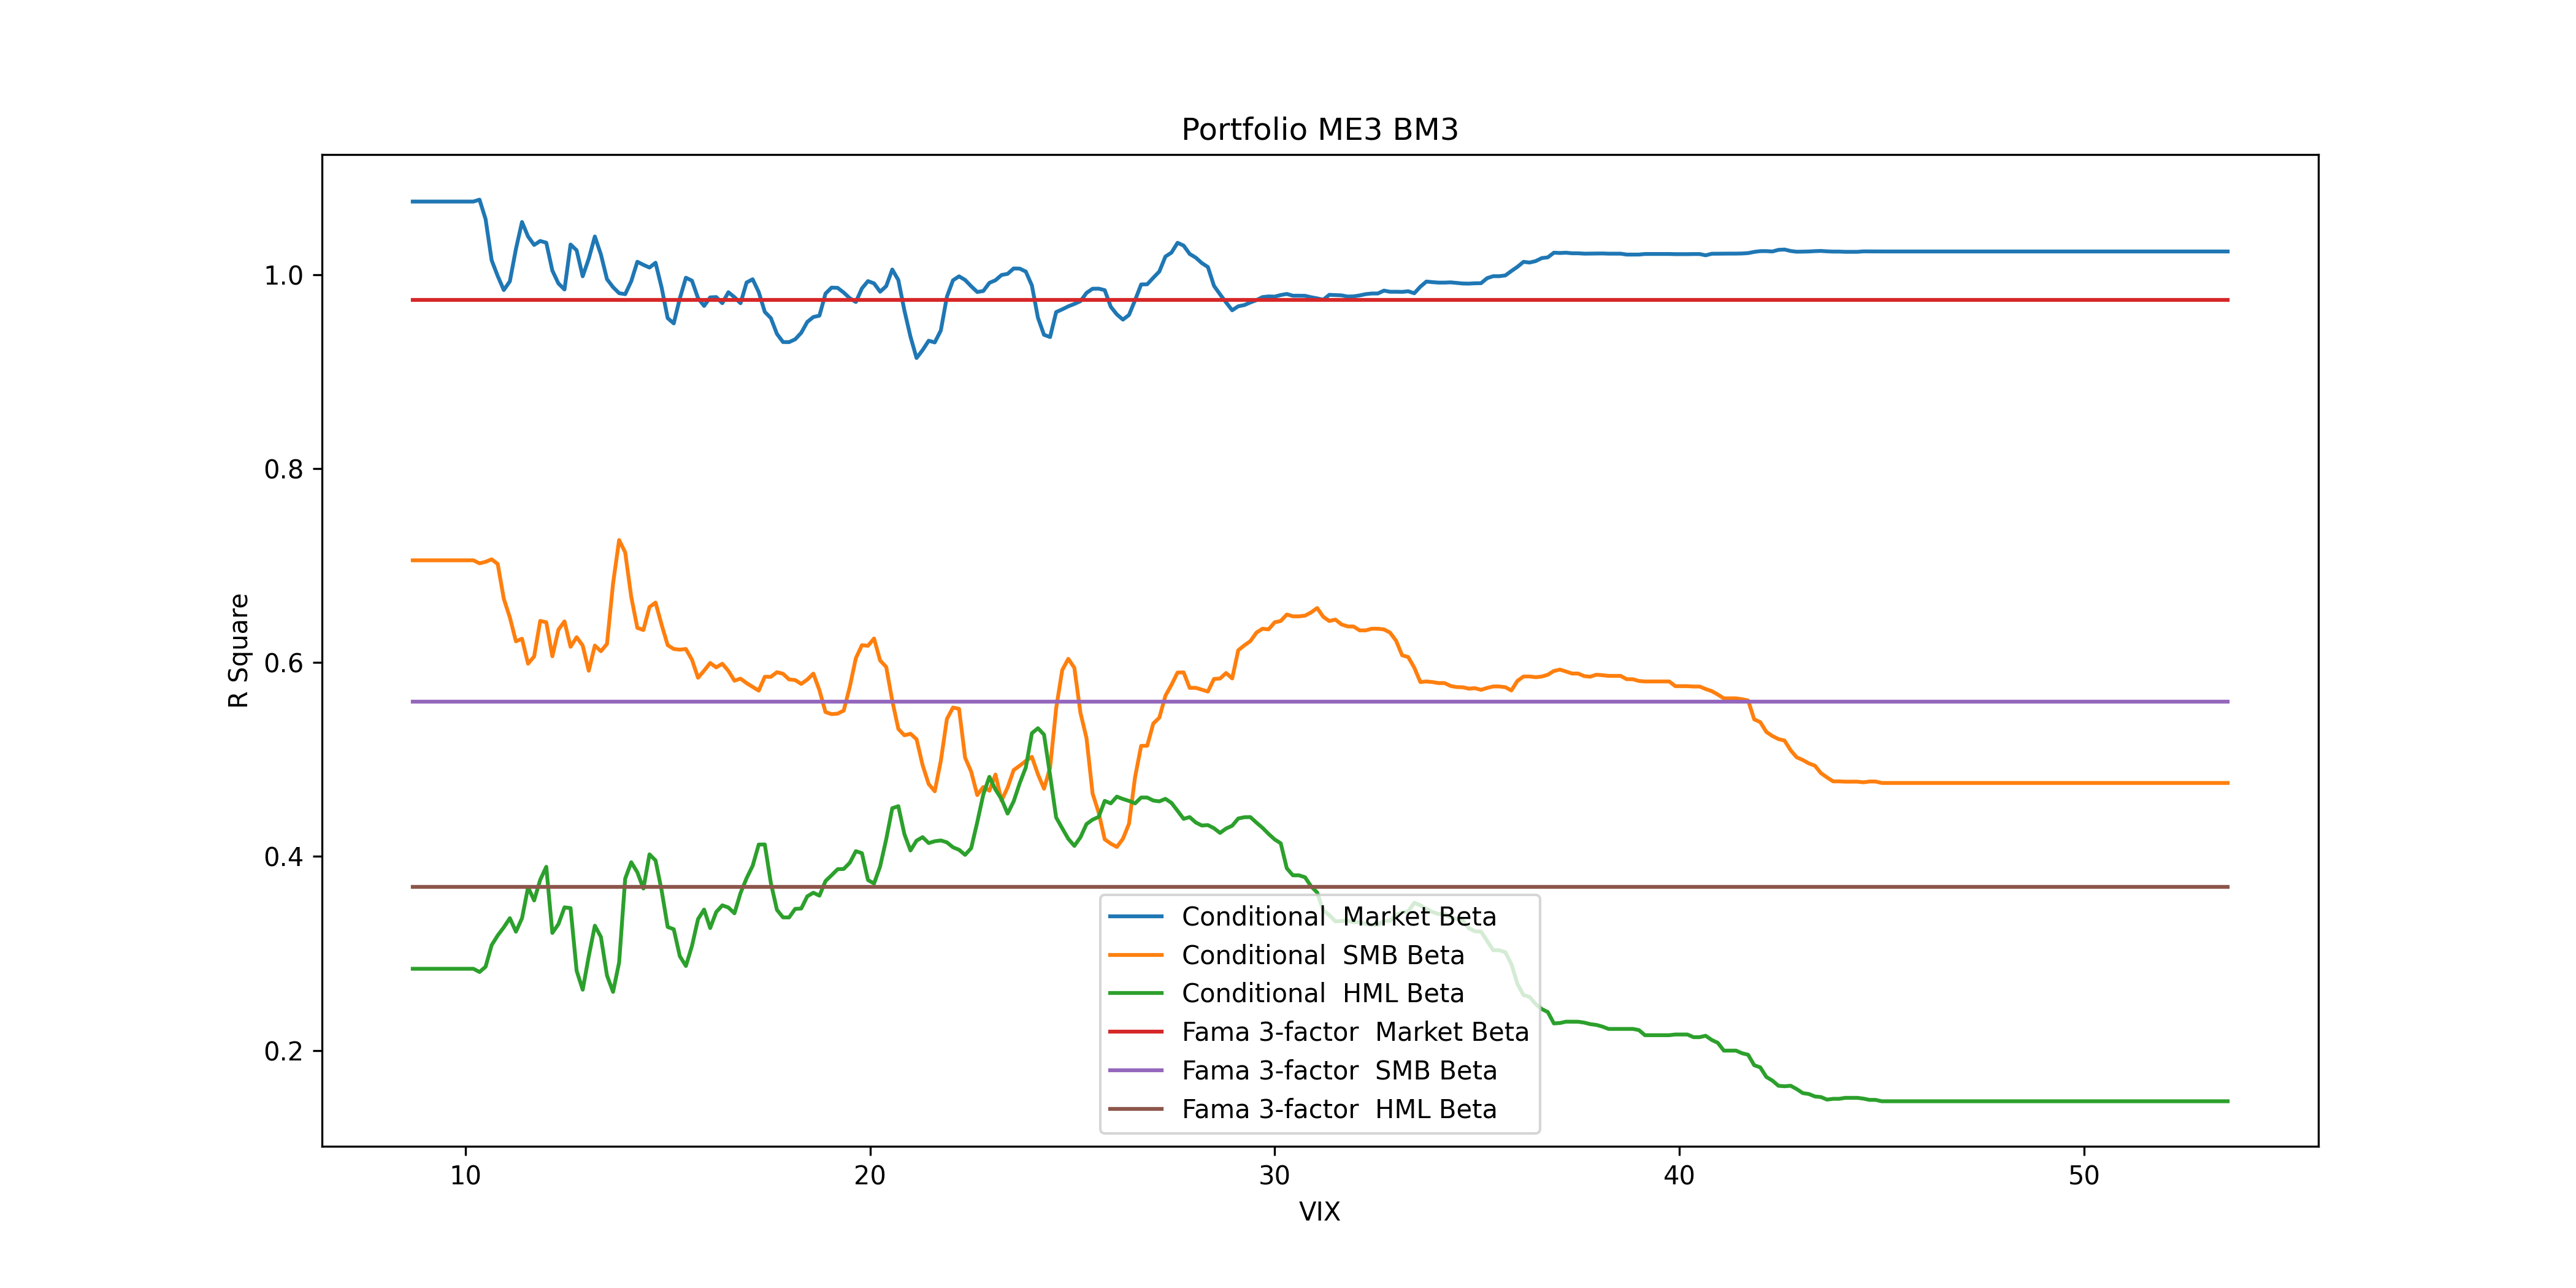 Portfolio ME3 BM3
R Square
1.0
0.8
0.6
0.4
0.2
Conditional  Market Beta
Conditional  SMB Beta
Conditional  HML Beta
Fama 3-factor  Market Beta
Fama 3-factor  SMB Beta
Fama 3-factor  HML Beta
10 20 30 40 50
VIX